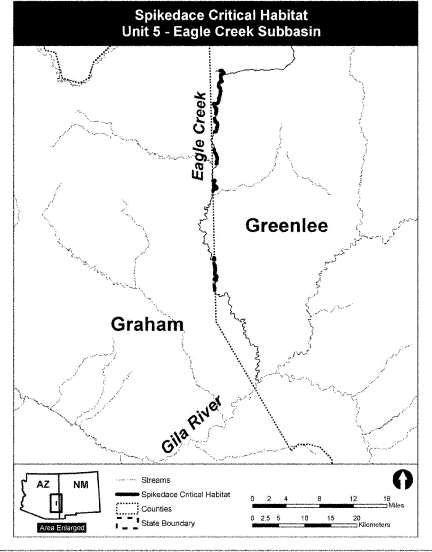 Spikedace Critical Habitat
Unit 5 - Eagle Creek Subbasin
Eagle Creek
Greenlee
Graham
Gila River
AZ NM
Area Enlarged
Streams
Spikedace Critical Habitat
Counties
State Boundary
0 2 4 8 12 16
Miles
0 2.5 5 10 15 20
Kilometers